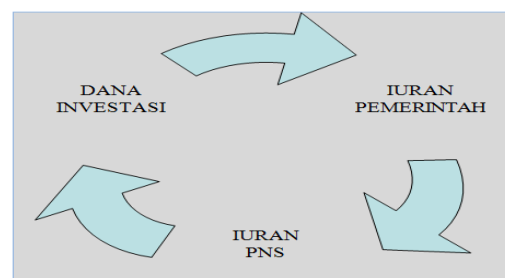 DANA
INVESTASI
IURAN
PEMERINTAH
IURAN
PNS